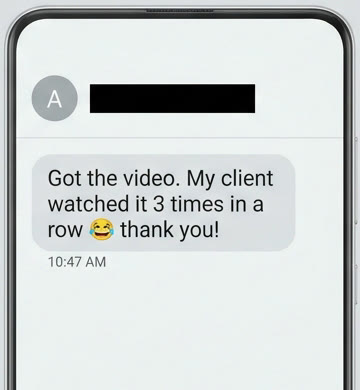 A
Got the video. My client
watched it 3 times in a
row 😂 thank you!
10:47 AM